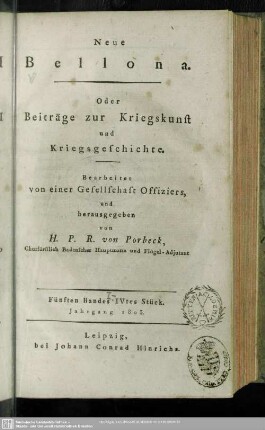 Neue
Bellona.
Oder
Beiträge zur Kriegskunst
und
Kriegsgeschichte.
Bearbeitet
von einer Gesellschaft Offiziers,
und
herausgegeben
von
H. P. R. von Porbeck,
Churfürstlich Badenscher Hauptmann und Flügel-Adjutant
Fünften Bandes IVtes Stück.
Jahrgang 1803.
Leipzig,
bei Johann Conrad Hinrichs.